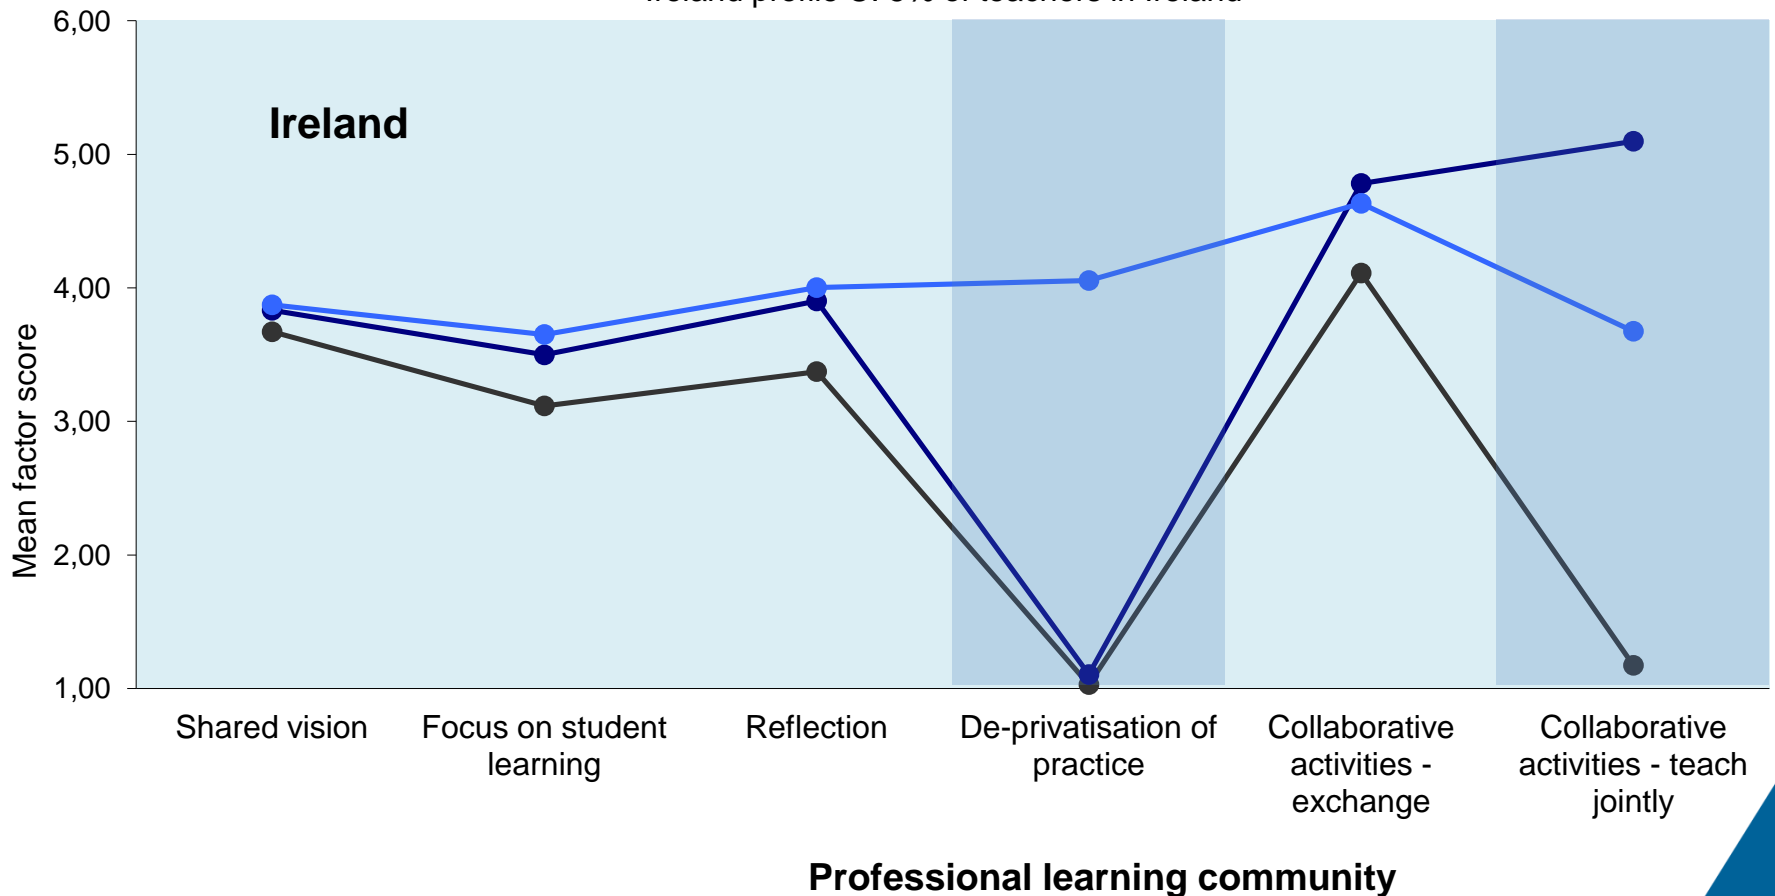 6,00
Ireland
5,00
4,00
3,00
2,00
1,00
Mean factor score
Shared vision
Focus on student
learning
Reflection
De-privatisation of
practice
Collaborative
activities -
exchange
Collaborative
activities - teach
jointly
Professional learning community